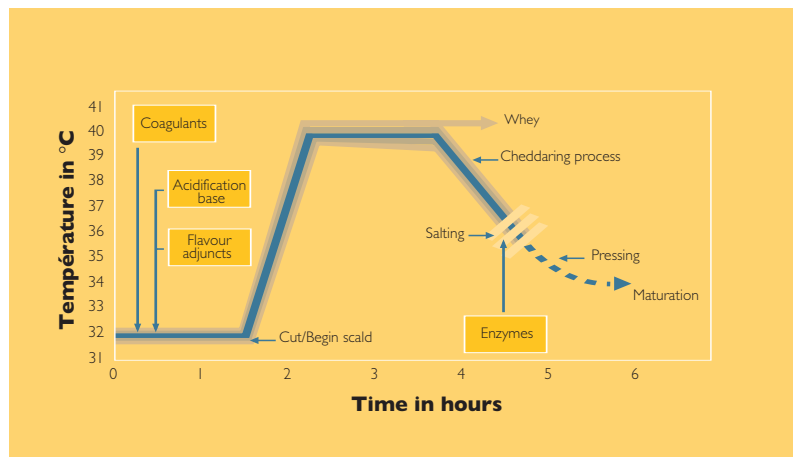 41
40
39
38
37
36
35
34
33
32
31
Température in °C
Coagulants
Acidification
base
Flavour
adjuncts
Whey
Cheddaring process
Salting
Pressing
Maturation
Enzymes
Cut/Begin scald
0 1 2 3 4 5 6
Time in hours